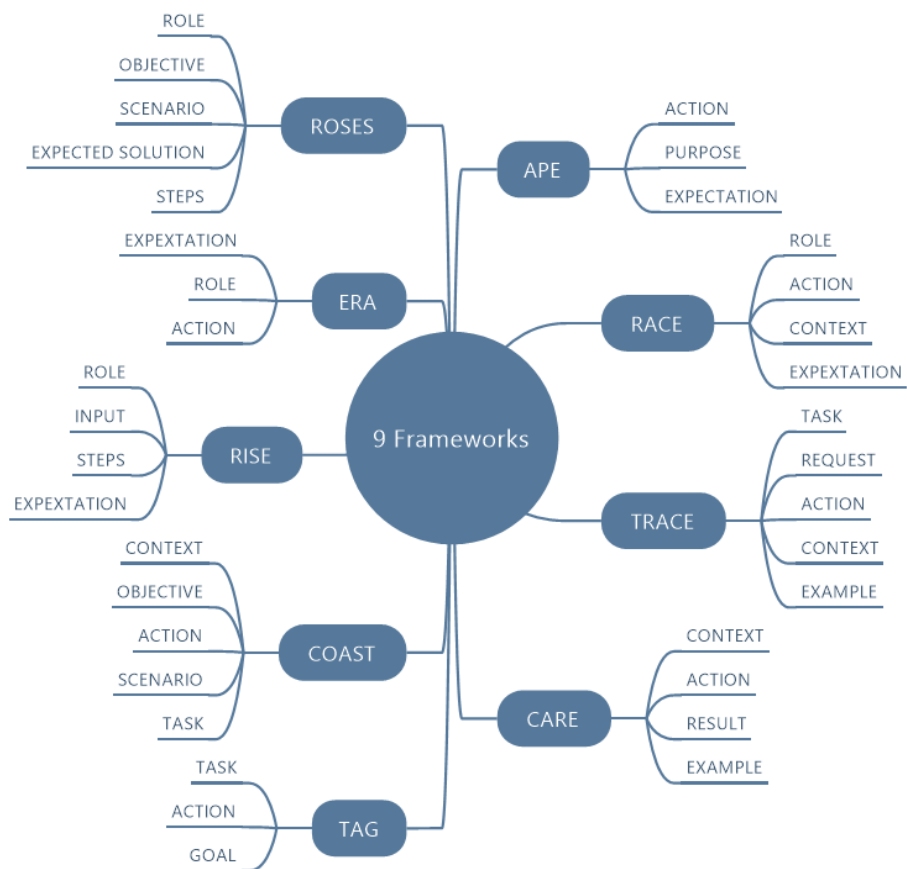 9 Frameworks
ROSES
ROLE
OBJECTIVE
SCENARIO
EXPECTED SOLUTION
STEPS
ERA
EXPEXTATION
ROLE
ACTION
RISE
ROLE
INPUT
STEPS
EXPEXTATION
COAST
CONTEXT
OBJECTIVE
ACTION
SCENARIO
TASK
TAG
TASK
ACTION
GOAL
APE
ACTION
PURPOSE
EXPECTATION
RACE
ROLE
ACTION
CONTEXT
EXPEXTATION
TRACE
TASK
REQUEST
ACTION
CONTEXT
EXAMPLE
CARE
CONTEXT
ACTION
RESULT
EXAMPLE